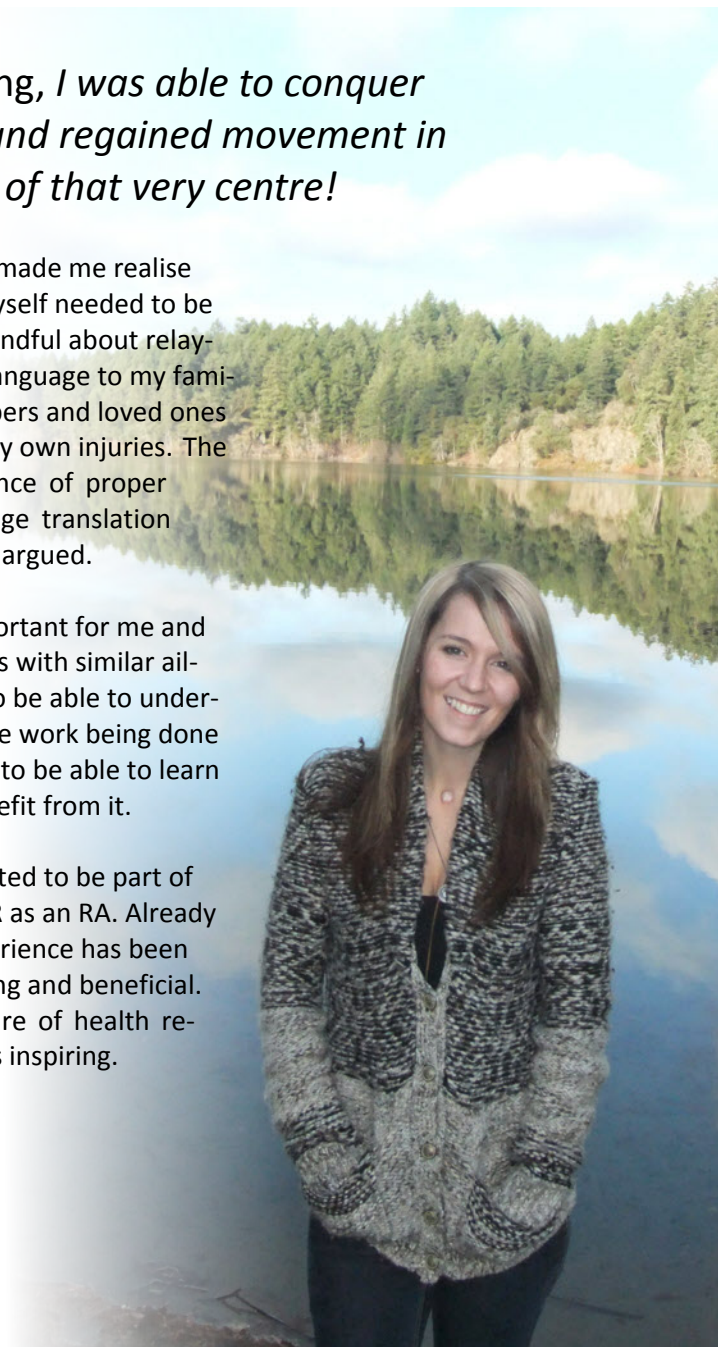 ng, I was able to conquer
nd regained movement in
of that very centre!
made me realise
yself needed to be
ndful about relay-
anguage to my fami-
bers and loved ones
y own injuries. The
nce of proper
ge translation
argued.
ortant for me and
s with similar ail-
o be able to under-
e work being done
to be able to learn
efit from it.
ted to be part of
R as an RA. Already
erience has been
ng and beneficial.
re of health re-
s inspiring.